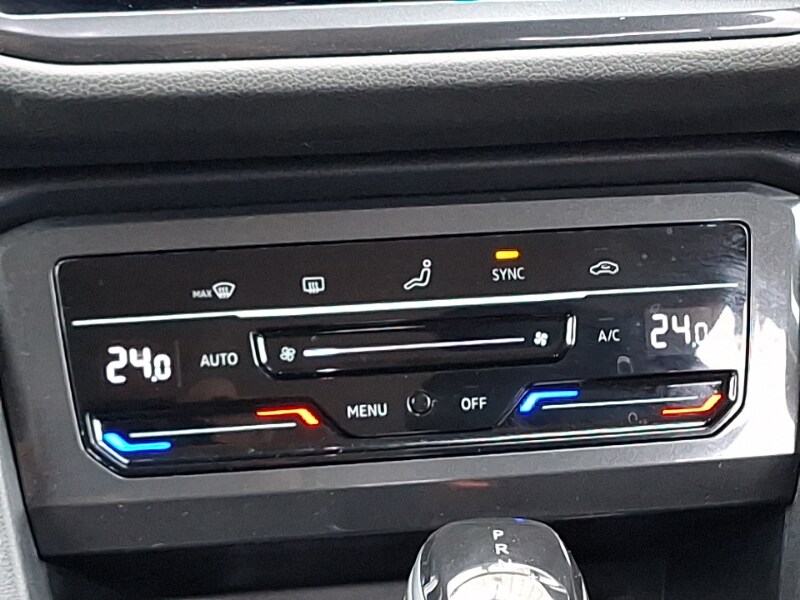 MAX
SYNC
24.0 AUTO A/C 24.0
MENU OFF
P
R
N